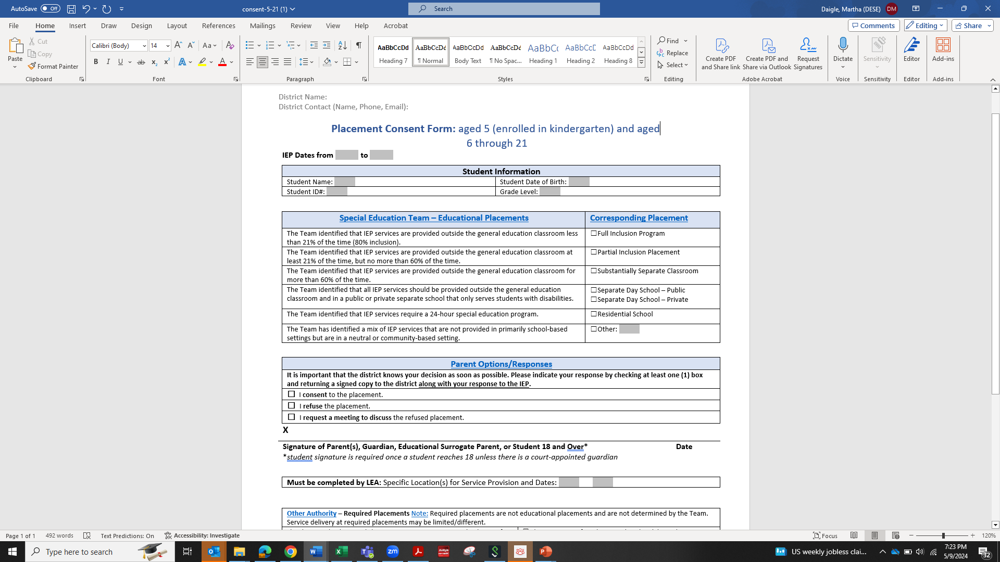 AutoSave Off consent-5-21 (1) Search Daigle, Martha (DESE) DM
File Home Insert Draw Design Layout References Mailings Review View Help Acrobat Comments Editing Share
Paste Cut Copy Format Painter
Clipboard
Calibri (Body) 14
Font
Paragraph
AaBbCcDd AaBbCcDd AaBbCcDd AaBbCcDd AaBbCc AaBbCcC AaBbCcDd
Heading 7 ¶ Normal Body Text ¶ No Spac... Heading 1 Heading 2 Heading 8
Styles
Find
Replace
Select
Editing
Create PDF and Share link
Create PDF and Share via Outlook
Request Signatures
Adobe Acrobat
Dictate
Voice
Sensitivity
Sensitivity
Editor
Editor
Add-ins
Add-ins
District Name:
District Contact (Name, Phone, Email):
Placement Consent Form: aged 5 (enrolled in kindergarten) and aged
6 through 21
IEP Dates from to
Student Information
Student Name: Student Date of Birth:
Student ID#: Grade Level:
Special Education Team – Educational Placements Corresponding Placement
The Team identified that IEP services are provided outside the general education classroom less ☐Full Inclusion Program
than 21% of the time (80% inclusion).
The Team identified that IEP services are provided outside the general education classroom at ☐Partial Inclusion Placement
least 21% of the time, but no more than 60% of the time.
The Team identified that IEP services are provided outside the general education classroom for ☐Substantially Separate Classroom
more than 60% of the time.
The Team identified that all IEP services should be provided outside the general education ☐Separate Day School – Public
classroom and in a public or private separate school that only serves students with disabilities. ☐Separate Day School – Private
The Team identified that IEP services require a 24-hour special education program. ☐Residential School
The Team has identified a mix of IEP services that are not provided in primarily school-based ☐Other:
settings but are in a neutral or community-based setting.
Parent Options/Responses
It is important that the district knows your decision as soon as possible. Please indicate your response by checking at least one (1) box
and returning a signed copy to the district along with your response to the IEP.
☐ I consent to the placement.
☐ I refuse the placement.
☐ I request a meeting to discuss the refused placement.
X
Signature of Parent(s), Guardian, Educational Surrogate Parent, or Student 18 and Over* Date
*student signature is required once a student reaches 18 unless there is a court-appointed guardian
Must be completed by LEA: Specific Location(s) for Service Provision and Dates:
Other Authority – Required Placements Note: Required placements are not educational placements and are not determined by the Team.
Service delivery at required placements may be limited/different.
Page 1 of 1 492 words Text Predictions: On Accessibility: Investigate Focus 120%
Type here to search US weekly jobless clai... 7:23 PM
5/9/2024 32